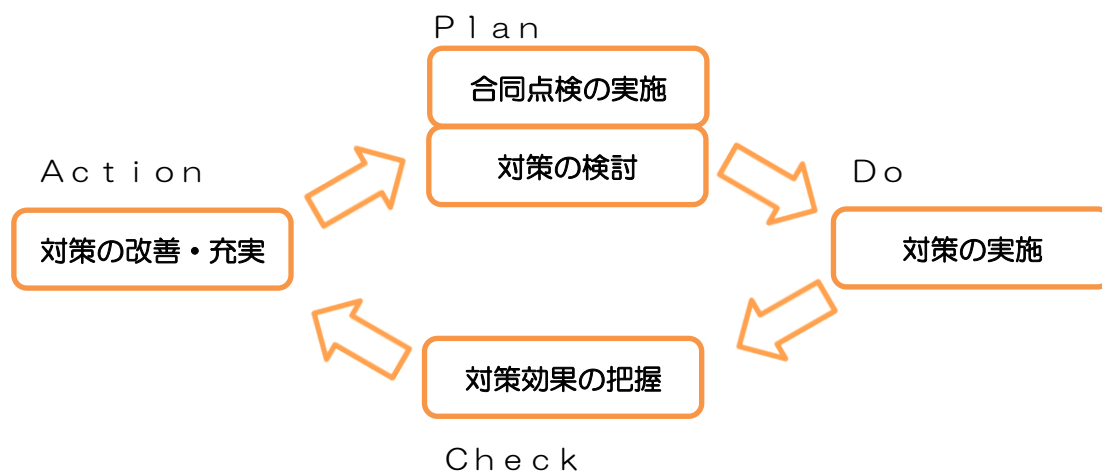 Ｐｌａｎ
合同点検の実施
対策の検討
Ａｃｔｉｏｎ
Ｄｏ
対策の改善・充実
対策の実施
対策効果の把握
Ｃｈｅｃｋ